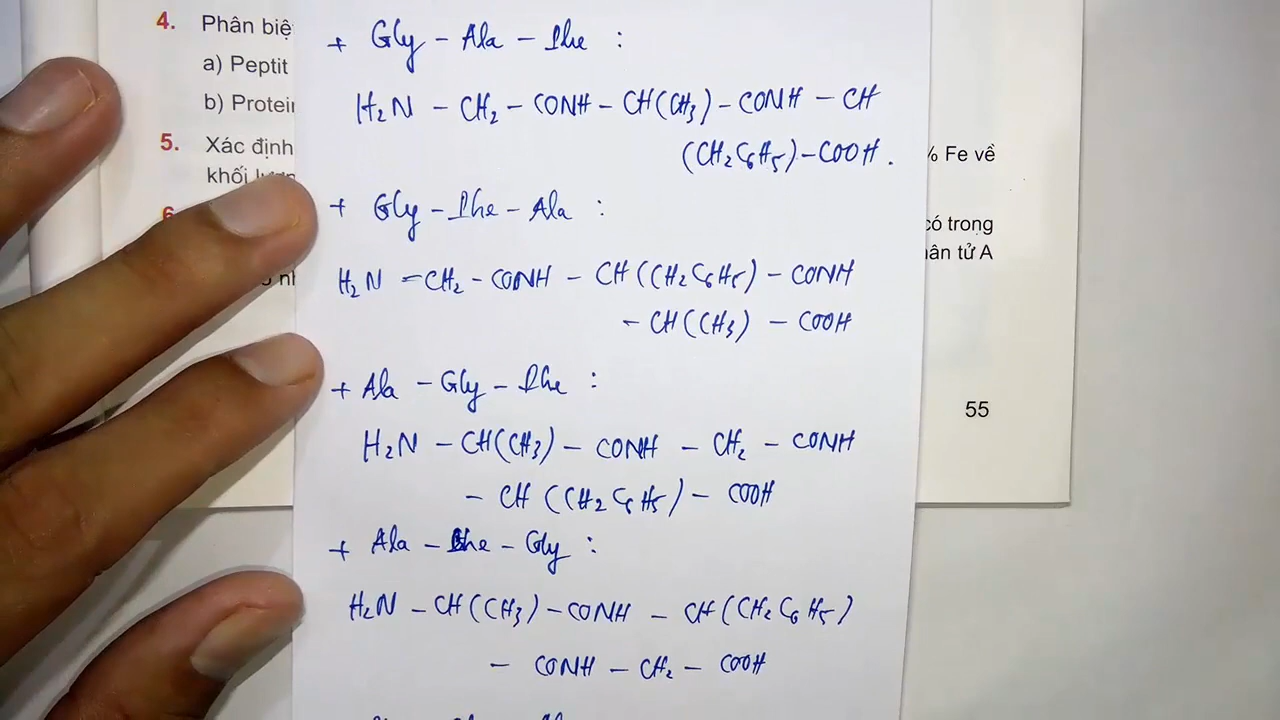 4. Phân biệ
a) Peptit
b) Protein
5. Xác định
khối lượn
% Fe về
có trong
ân tử A
55
+ Gly - Ala - Phe :
H₂N - CH₂ - CONH - CH(CH₃) - CONH - CH
(CH₂C₆H₅) - COOH.
+ Gly - Phe - Ala :
H₂N - CH₂ - CONH - CH(CH₂C₆H₅) - CONH
- CH(CH₃) - COOH
+ Ala - Gly - Phe :
H₂N - CH(CH₃) - CONH - CH₂ - CONH
- CH(CH₂C₆H₅) - COOH
+ Ala - Phe - Gly :
H₂N - CH(CH₃) - CONH - CH(CH₂C₆H₅)
- CONH - CH₂ - COOH